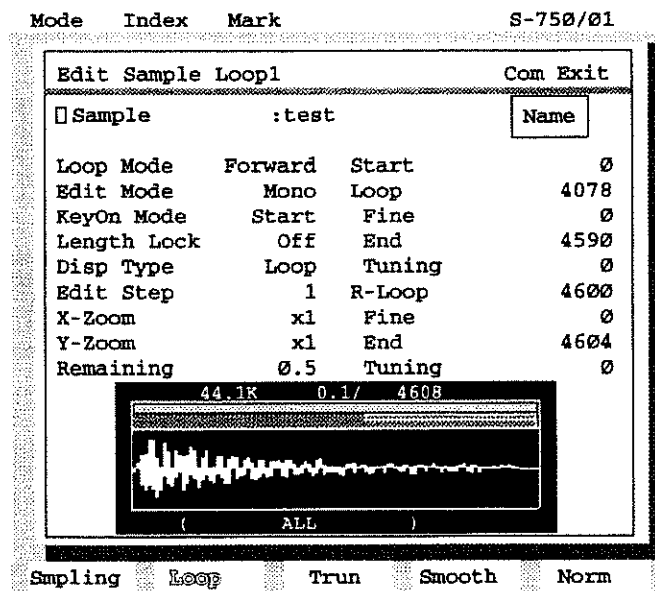 Mode Index Mark S-750/01
Edit Sample Loop1 Com Exit
Sample :test Name
Loop Mode Forward Start 0
Edit Mode Mono Loop 4078
KeyOn Mode Start Fine 0
Length Lock Off End 4590
Disp Type Loop Tuning 0
Edit Step 1 R-Loop 4600
X-Zoom x1 Fine 0
Y-Zoom x1 End 4604
Remaining 0.5 Tuning 0
44.1K 0.1/ 4608
( ALL )
Smpling Loop Trun Smooth Norm